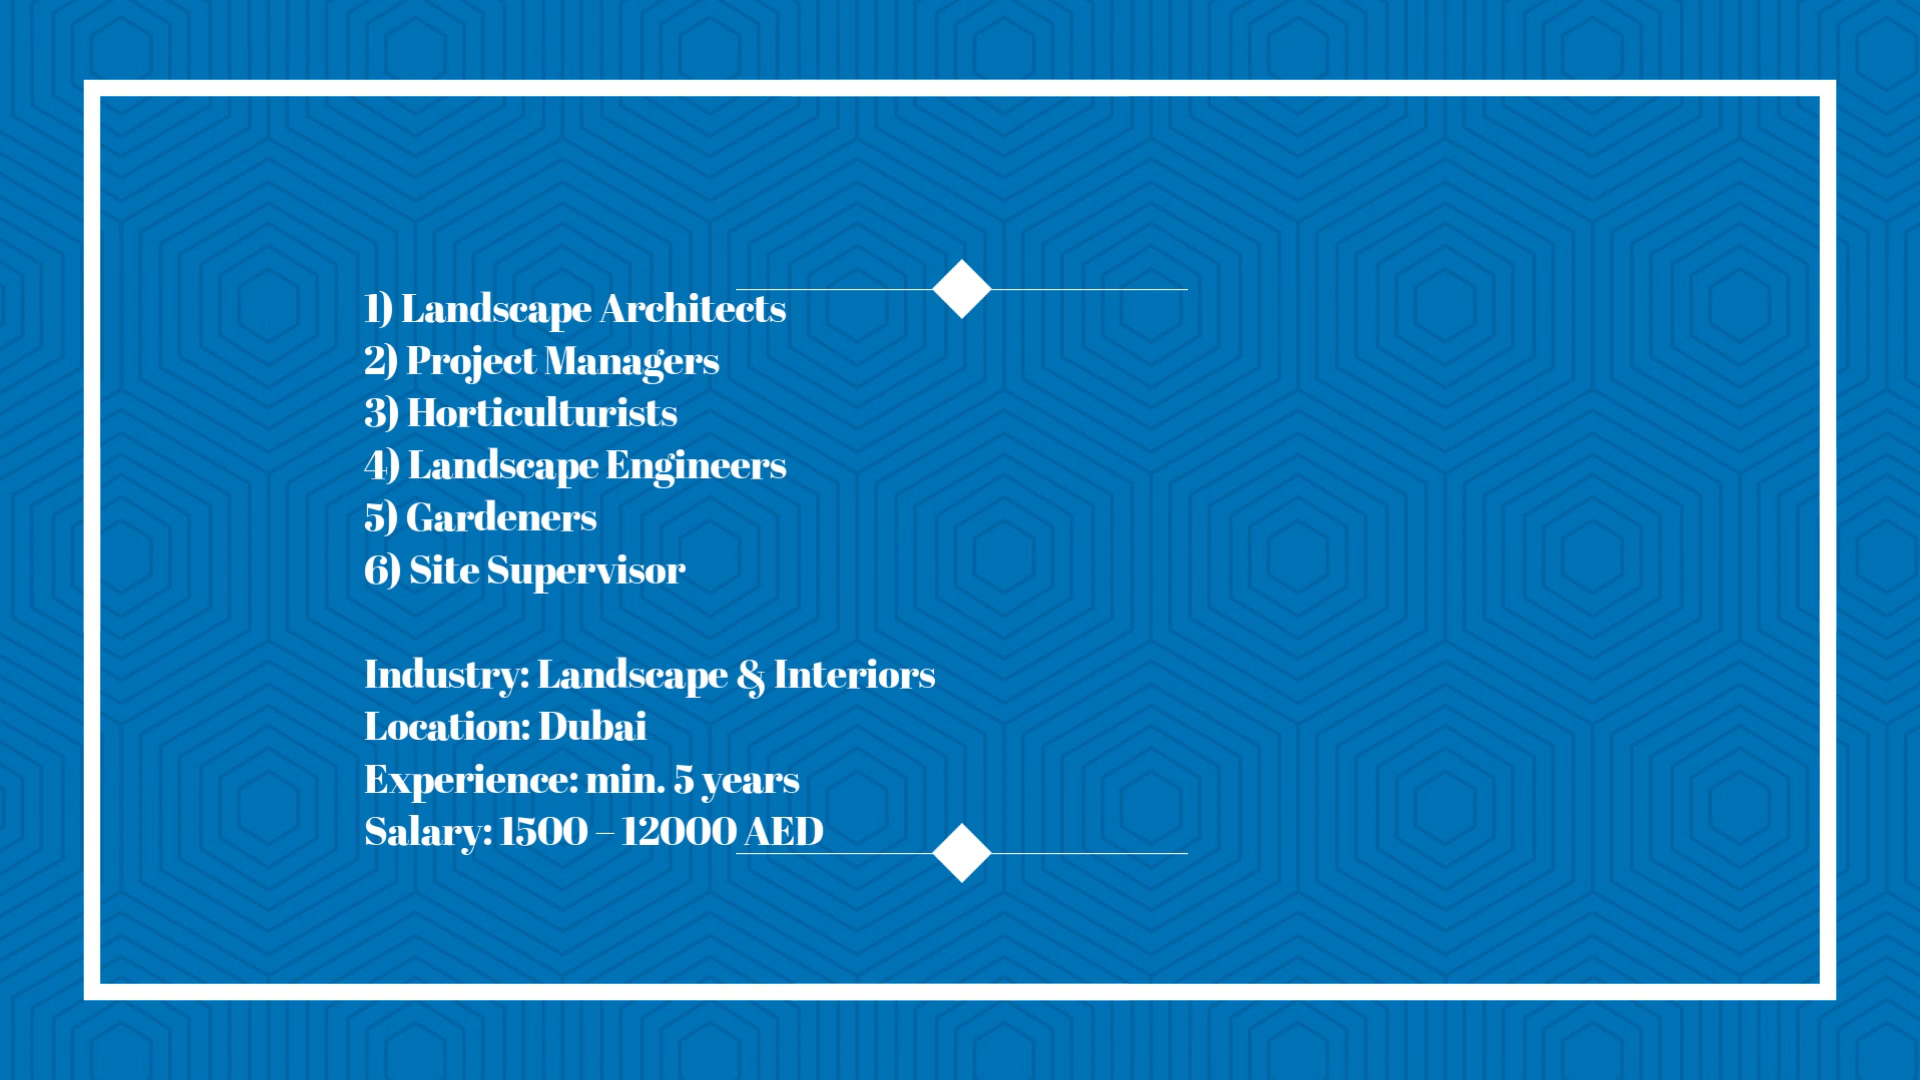 1) Landscape Architects
2) Project Managers
3) Horticulturists
4) Landscape Engineers
5) Gardeners
6) Site Supervisor
Industry: Landscape & Interiors
Location: Dubai
Experience: min. 5 years
Salary: 1500 – 12000 AED